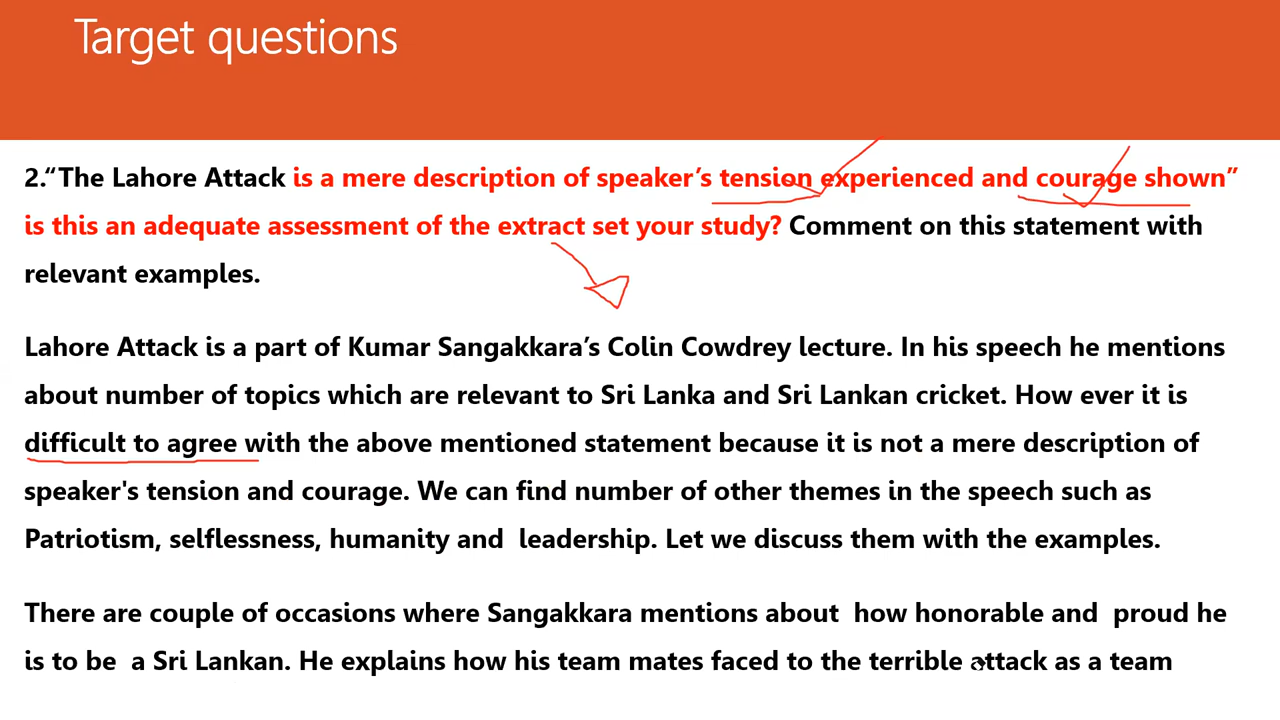 Target questions
2.“The Lahore Attack is a mere description of speaker’s tension experienced and courage shown”
is this an adequate assessment of the extract set your study? Comment on this statement with
relevant examples.
Lahore Attack is a part of Kumar Sangakkara’s Colin Cowdrey lecture. In his speech he mentions
about number of topics which are relevant to Sri Lanka and Sri Lankan cricket. How ever it is
difficult to agree with the above mentioned statement because it is not a mere description of
speaker's tension and courage. We can find number of other themes in the speech such as
Patriotism, selflessness, humanity and leadership. Let we discuss them with the examples.
There are couple of occasions where Sangakkara mentions about how honorable and proud he
is to be a Sri Lankan. He explains how his team mates faced to the terrible attack as a team